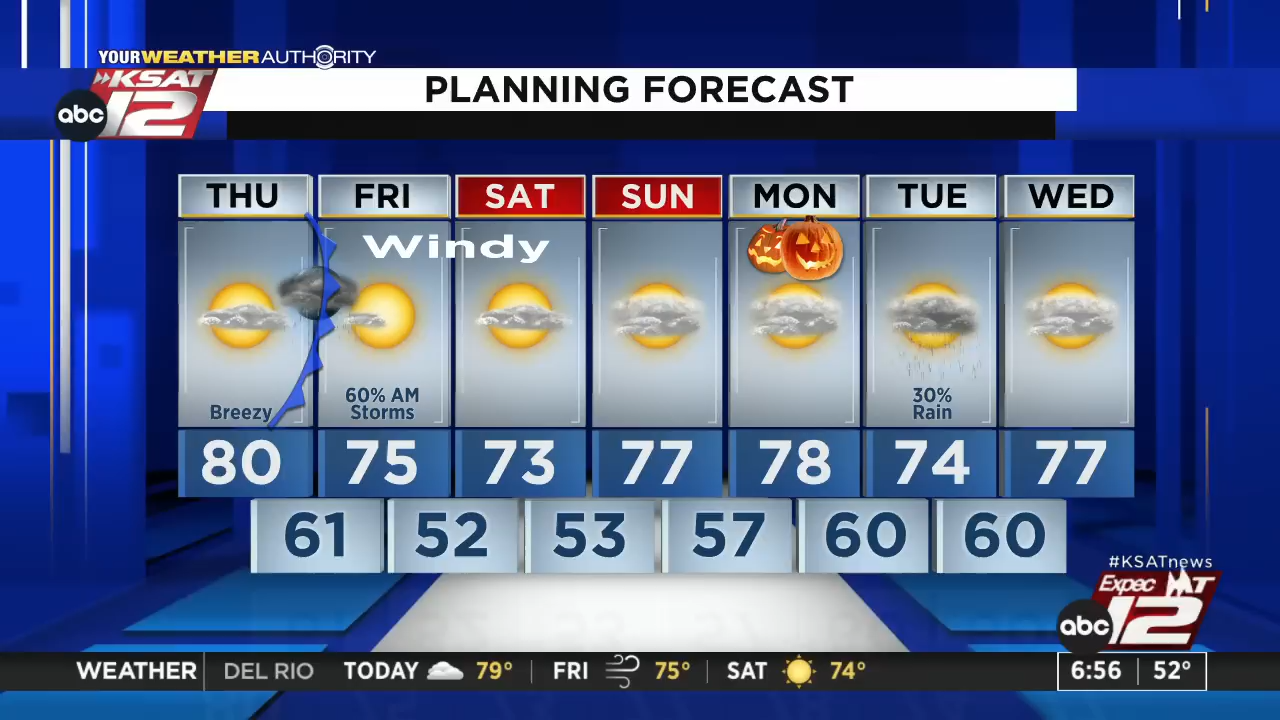 YOURWEATHERAUTHORITY
KSAT
abc 12
PLANNING FORECAST
THU FRI SAT SUN MON TUE WED
Windy
Breezy
60% AM
Storms
30%
Rain
80 75 73 77 78 74 77
61 52 53 57 60 60
#KSATnews
abc 12
WEATHER DEL RIO TODAY 79° FRI 75° SAT 74° 6:56 52°